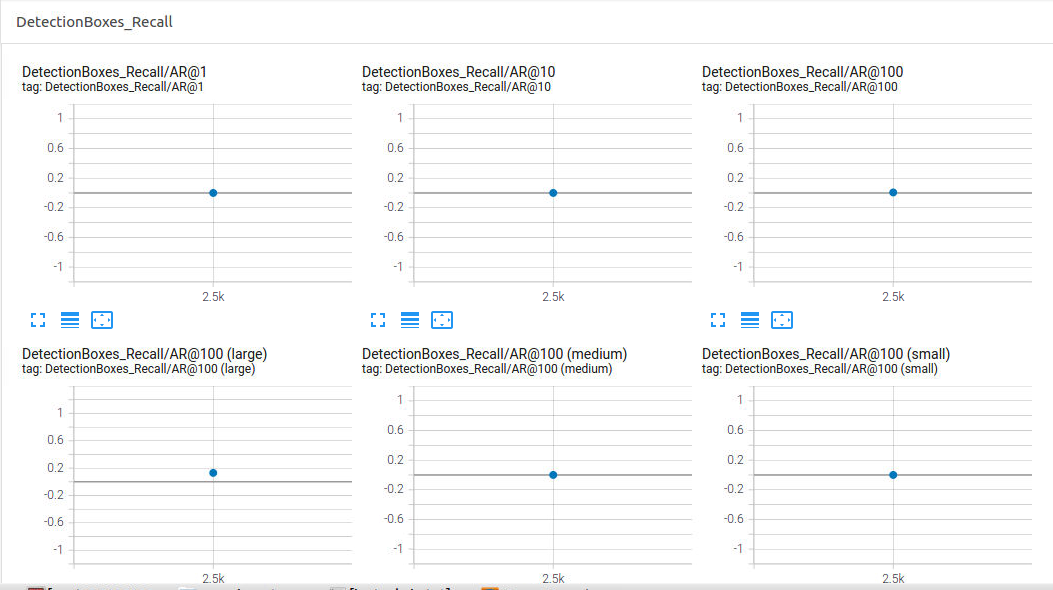 DetectionBoxes_Recall
DetectionBoxes_Recall/AR@1
tag: DetectionBoxes_Recall/AR@1
1
0.6
0.2
-0.2
-0.6
-1
2.5k
DetectionBoxes_Recall/AR@10
tag: DetectionBoxes_Recall/AR@10
1
0.6
0.2
-0.2
-0.6
-1
2.5k
DetectionBoxes_Recall/AR@100
tag: DetectionBoxes_Recall/AR@100
1
0.6
0.2
-0.2
-0.6
-1
2.5k
DetectionBoxes_Recall/AR@100 (large)
tag: DetectionBoxes_Recall/AR@100 (large)
1
0.6
0.2
-0.2
-0.6
-1
2.5k
DetectionBoxes_Recall/AR@100 (medium)
tag: DetectionBoxes_Recall/AR@100 (medium)
1
0.6
0.2
-0.2
-0.6
-1
2.5k
DetectionBoxes_Recall/AR@100 (small)
tag: DetectionBoxes_Recall/AR@100 (small)
1
0.6
0.2
-0.2
-0.6
-1
2.5k